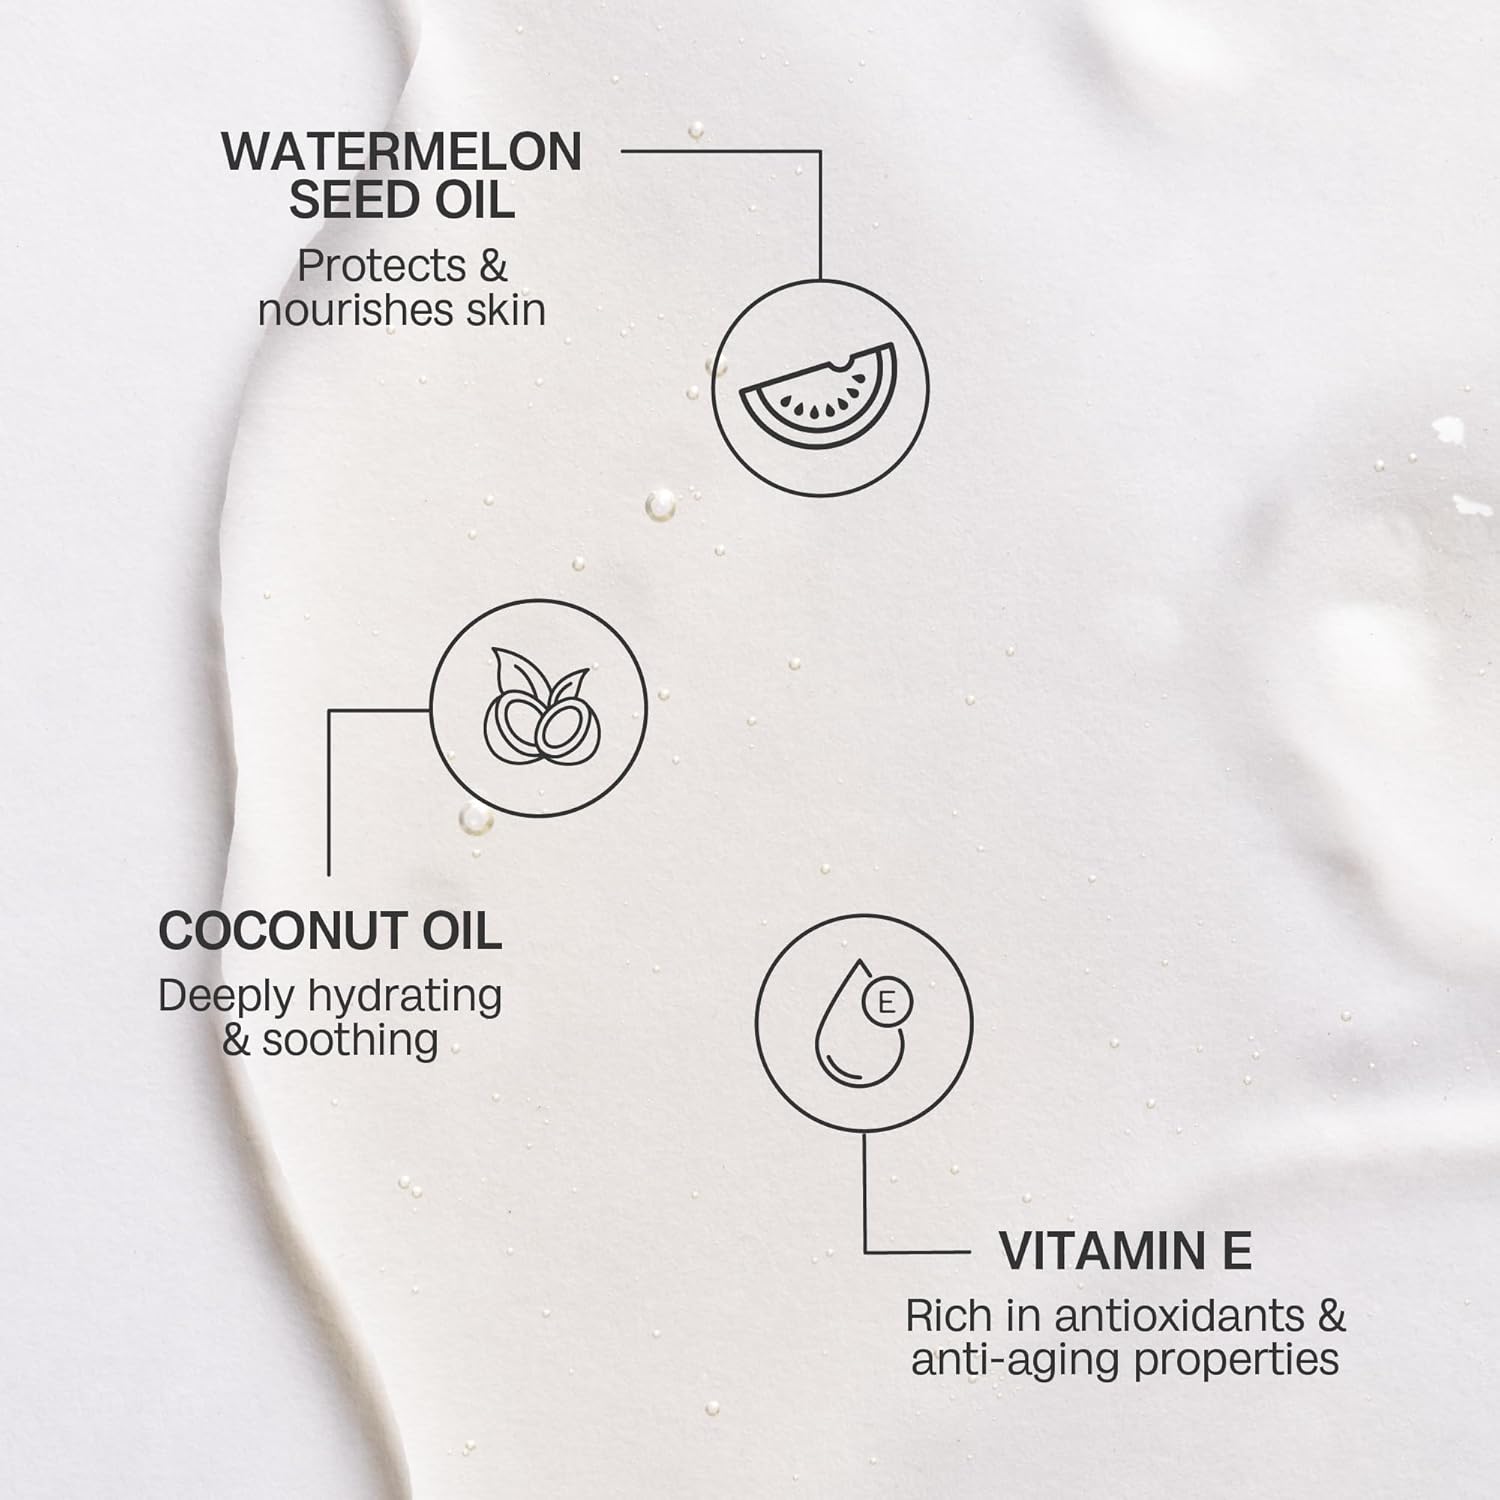 WATERMELON
SEED OIL
Protects &
nourishes skin
COCONUT OIL
Deeply hydrating
& soothing
E
VITAMIN E
Rich in antioxidants &
anti-aging properties